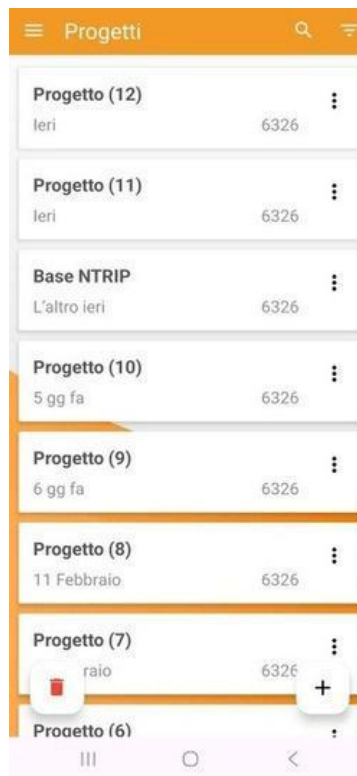 Progetti
Progetto (12)
Ieri 6326
Progetto (11)
Ieri 6326
Base NTRIP
L'altro ieri 6326
Progetto (10)
5 gg fa 6326
Progetto (9)
6 gg fa 6326
Progetto (8)
11 Febbraio 6326
Progetto (7)
raio 6326
Progetto (6)